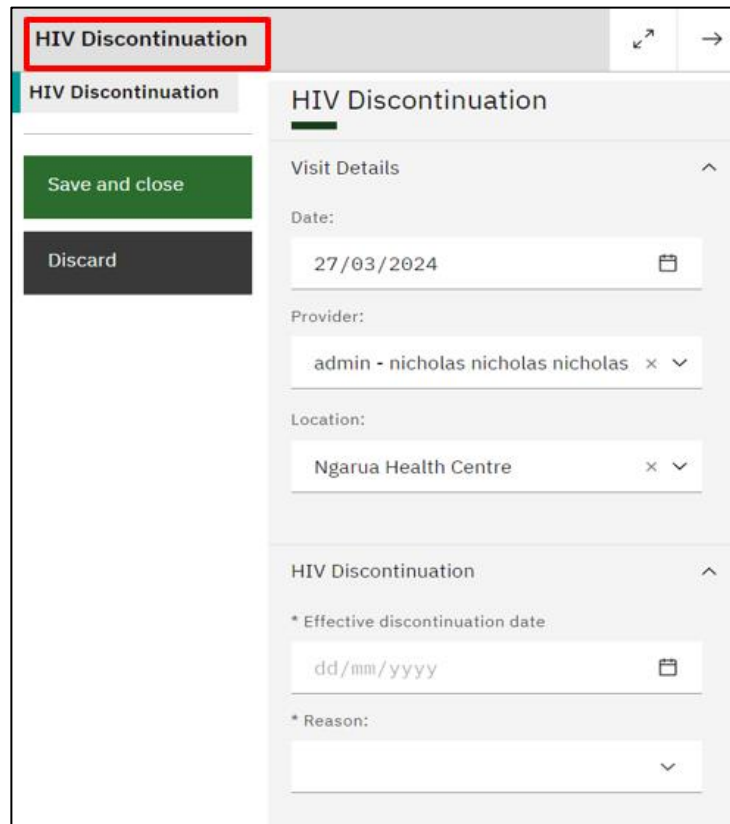 HIV Discontinuation
HIV Discontinuation
Save and close
Discard
HIV Discontinuation
Visit Details
Date:
27/03/2024
Provider:
admin - nicholas nicholas nicholas
Location:
Ngarua Health Centre
HIV Discontinuation
* Effective discontinuation date
dd/mm/yyyy
* Reason: